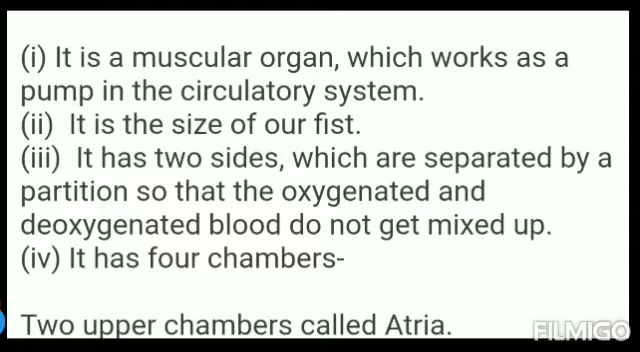 (i) It is a muscular organ, which works as a
pump in the circulatory system.
(ii) It is the size of our fist.
(iii) It has two sides, which are separated by a
partition so that the oxygenated and
deoxygenated blood do not get mixed up.
(iv) It has four chambers-
Two upper chambers called Atria.
FILMIGO